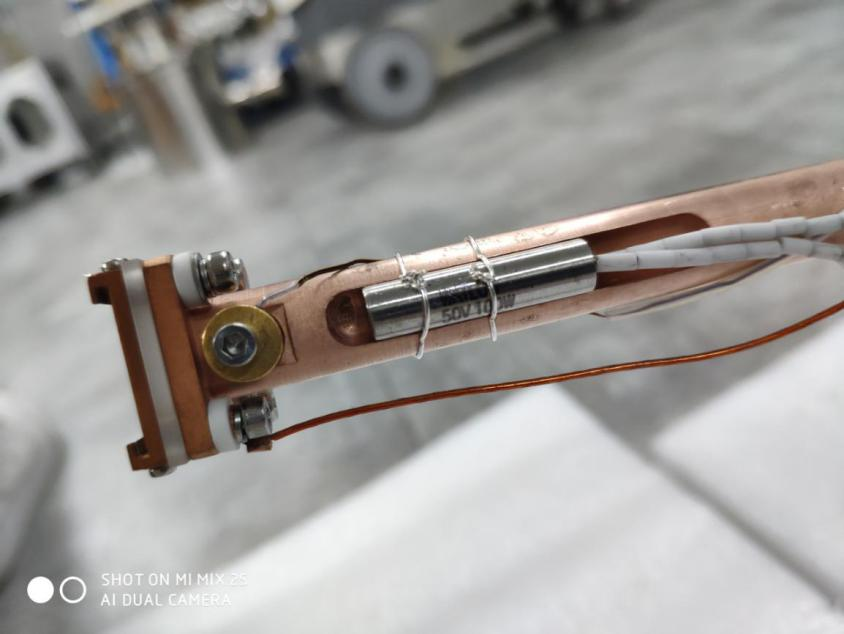 50V 100W
SHOT ON MI MIX 2S
AI DUAL CAMERA